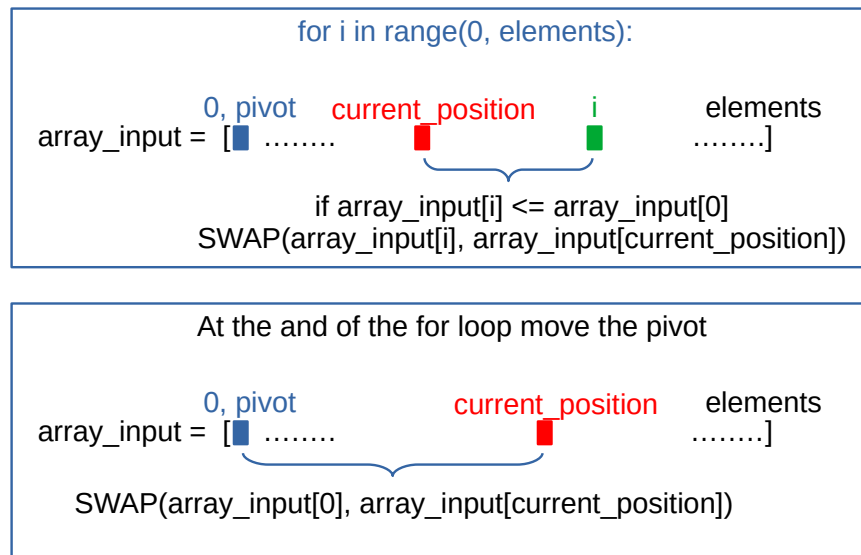 for i in range(0, elements):
0, pivot current_position i elements
array_input = [ ........ ........]
if array_input[i] <= array_input[0]
SWAP(array_input[i], array_input[current_position])
At the and of the for loop move the pivot
0, pivot current_position elements
array_input = [ ........ ........]
SWAP(array_input[0], array_input[current_position])